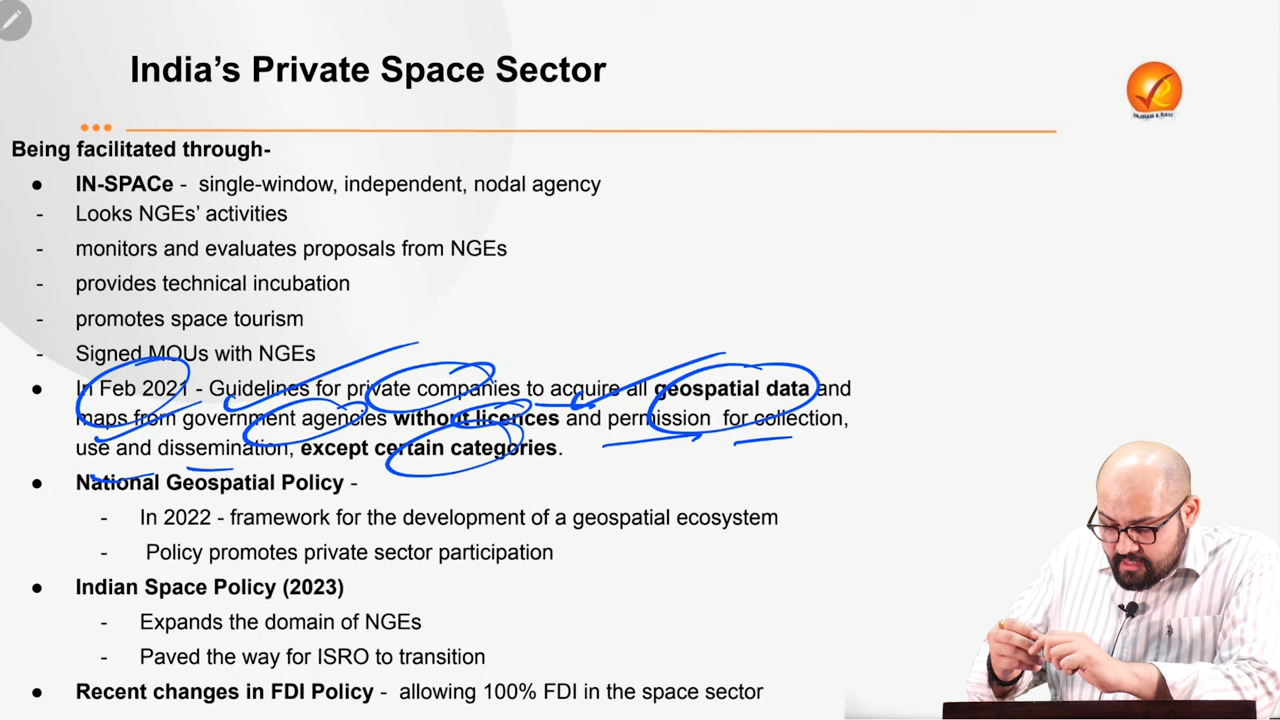 India's Private Space Sector
VAJIRAM & RAVI
Being facilitated through-
● IN-SPACe - single-window, independent, nodal agency
- Looks NGEs' activities
- monitors and evaluates proposals from NGEs
- provides technical incubation
- promotes space tourism
- Signed MOUs with NGEs
● In Feb 2021 - Guidelines for private companies to acquire all geospatial data and
maps from government agencies without licences and permission for collection,
use and dissemination, except certain categories.
● National Geospatial Policy -
- In 2022 - framework for the development of a geospatial ecosystem
- Policy promotes private sector participation
● Indian Space Policy (2023)
- Expands the domain of NGEs
- Paved the way for ISRO to transition
● Recent changes in FDI Policy - allowing 100% FDI in the space sector